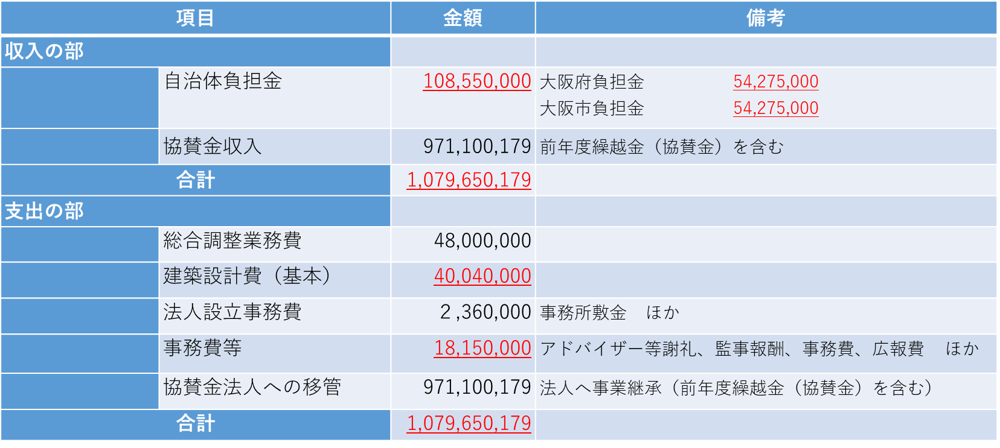 項目 金額 備考
収入の部
自治体負担金 108,550,000 大阪府負担金 54,275,000
大阪市負担金 54,275,000
協賛金収入 971,100,179 前年度繰越金（協賛金）を含む
合計 1,079,650,179
支出の部
総合調整業務費 48,000,000
建築設計費（基本） 40,040,000
法人設立事務費 ２,360,000 事務所敷金　ほか
事務費等 18,150,000 アドバイザー等謝礼、監事報酬、事務費、広報費　ほか
協賛金法人への移管 971,100,179 法人へ事業継承（前年度繰越金（協賛金）を含む）
合計 1,079,650,179